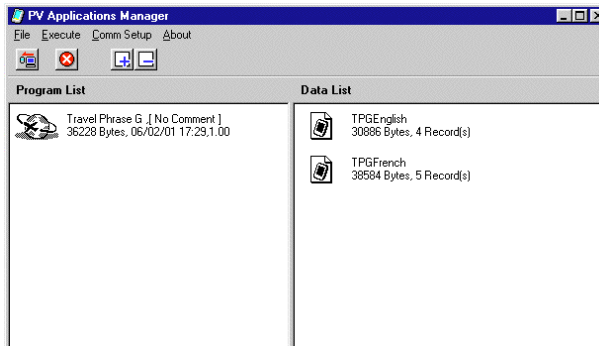 PV Applications Manager
File Execute Comm Setup About
Program List Data List
Travel Phrase G ,[ No Comment ]
36228 Bytes, 06/02/01 17:29,1.00
TPGEnglish
30886 Bytes, 4 Record(s)
TPGFrench
38584 Bytes, 5 Record(s)